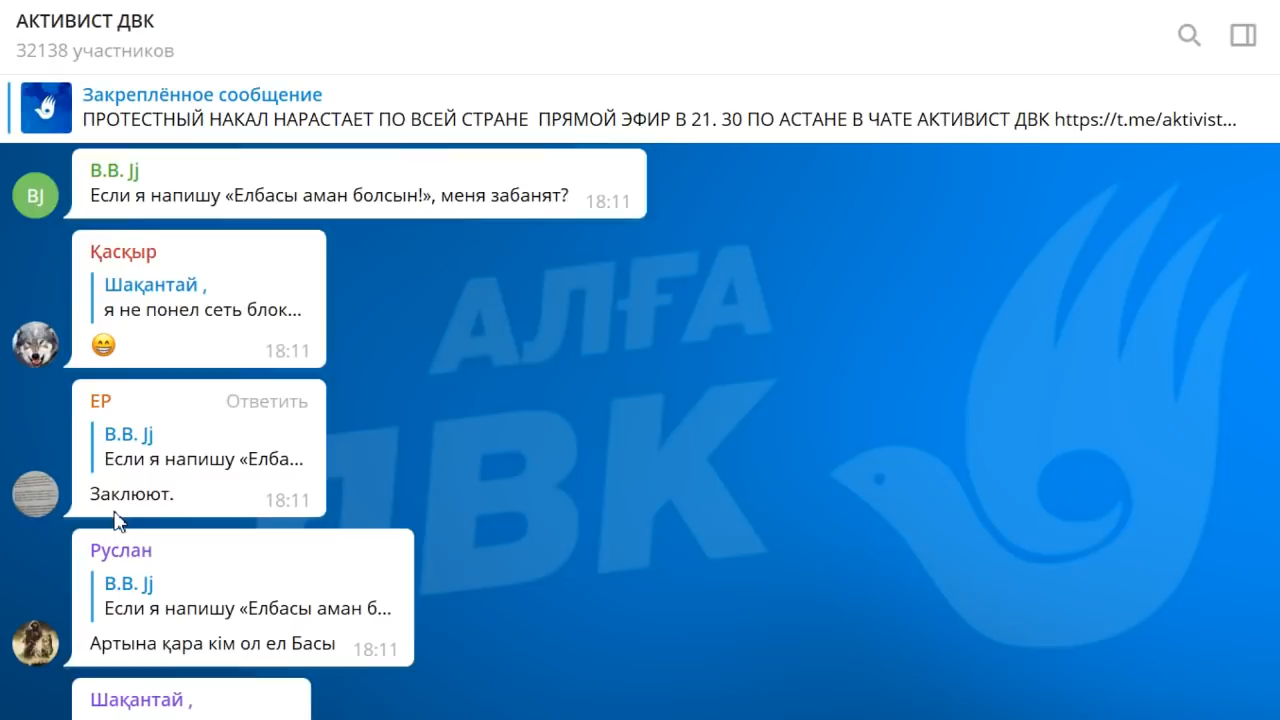 АКТИВИСТ ДВК
32138 участников
Закреплённое сообщение
ПРОТЕСТНЫЙ НАКАЛ НАРАСТАЕТ ПО ВСЕЙ СТРАНЕ ПРЯМОЙ ЭФИР В 21. 30 ПО АСТАНЕ В ЧАТЕ АКТИВИСТ ДВК https://t.me/aktivist...
B.B. Jj
BJ
Если я напишу «Елбасы аман болсын!», меня забанят? 18:11
Қасқыр
Шақантай ,
я не понел сеть блок...
😁 18:11
ЕР Ответить
B.B. Jj
Если я напишу «Елба...
Заклюют. 18:11
Руслан
B.B. Jj
Если я напишу «Елбасы аман б...
Артына қара кім ол ел Басы 18:11
Шақантай ,
АЛҒА
ДВК